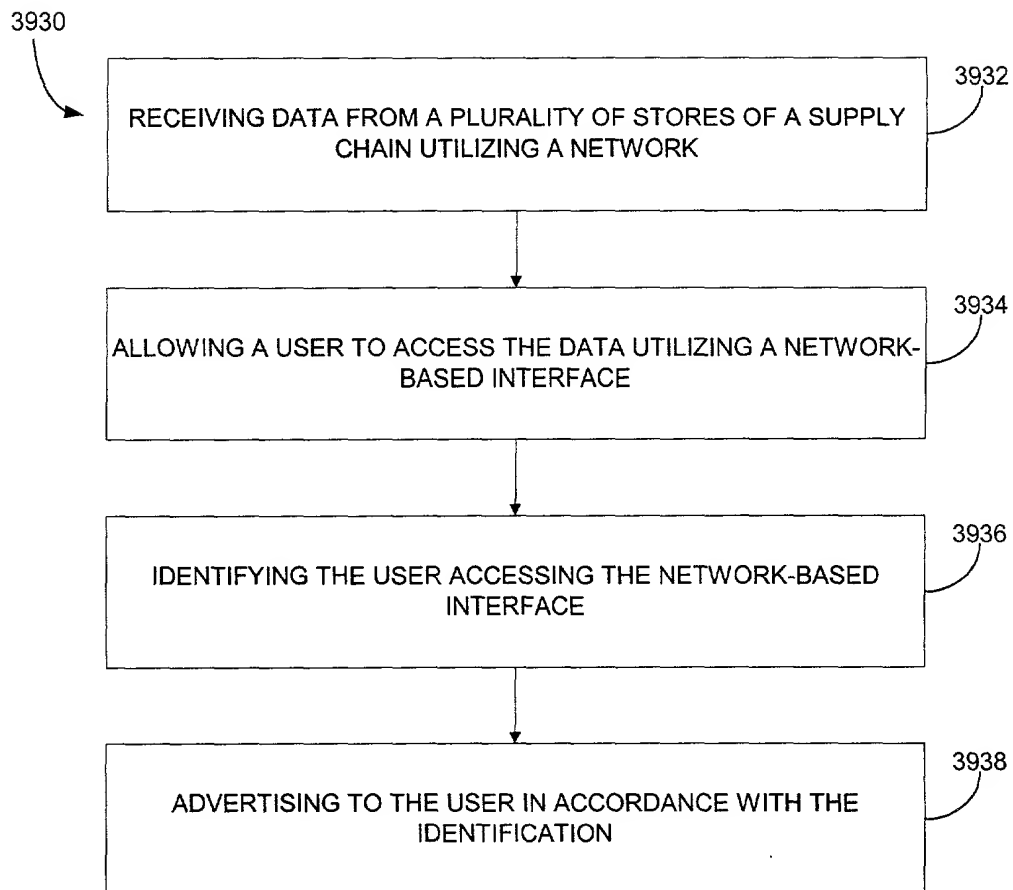 3930
3932
RECEIVING DATA FROM A PLURALITY OF STORES OF A SUPPLY
CHAIN UTILIZING A NETWORK
3934
ALLOWING A USER TO ACCESS THE DATA UTILIZING A NETWORK-
BASED INTERFACE
3936
IDENTIFYING THE USER ACCESSING THE NETWORK-BASED
INTERFACE
3938
ADVERTISING TO THE USER IN ACCORDANCE WITH THE
IDENTIFICATION